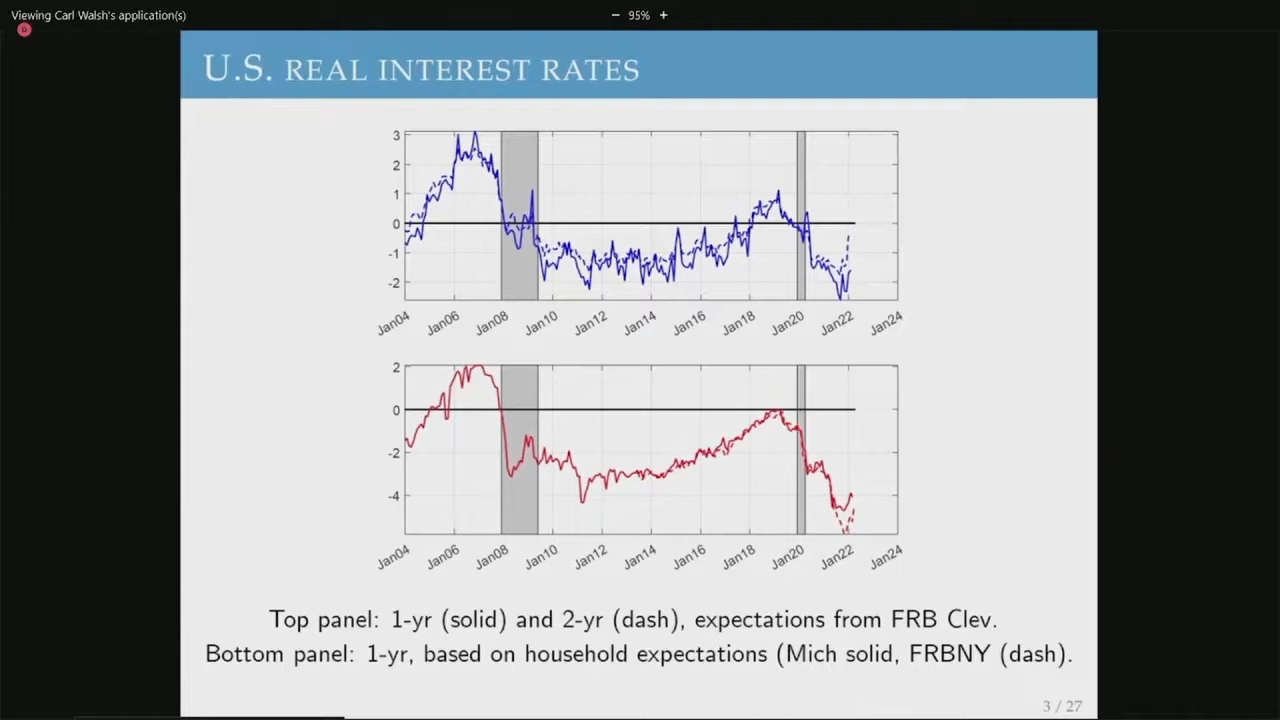 Viewing Carl Walsh's application(s)
− 95% +
U.S. REAL INTEREST RATES
3
2
1
0
-1
-2
Jan04 Jan06 Jan08 Jan10 Jan12 Jan14 Jan16 Jan18 Jan20 Jan22 Jan24
2
0
-2
-4
Jan04 Jan06 Jan08 Jan10 Jan12 Jan14 Jan16 Jan18 Jan20 Jan22 Jan24
Top panel: 1-yr (solid) and 2-yr (dash), expectations from FRB Clev.
Bottom panel: 1-yr, based on household expectations (Mich solid, FRBNY (dash).
3 / 27